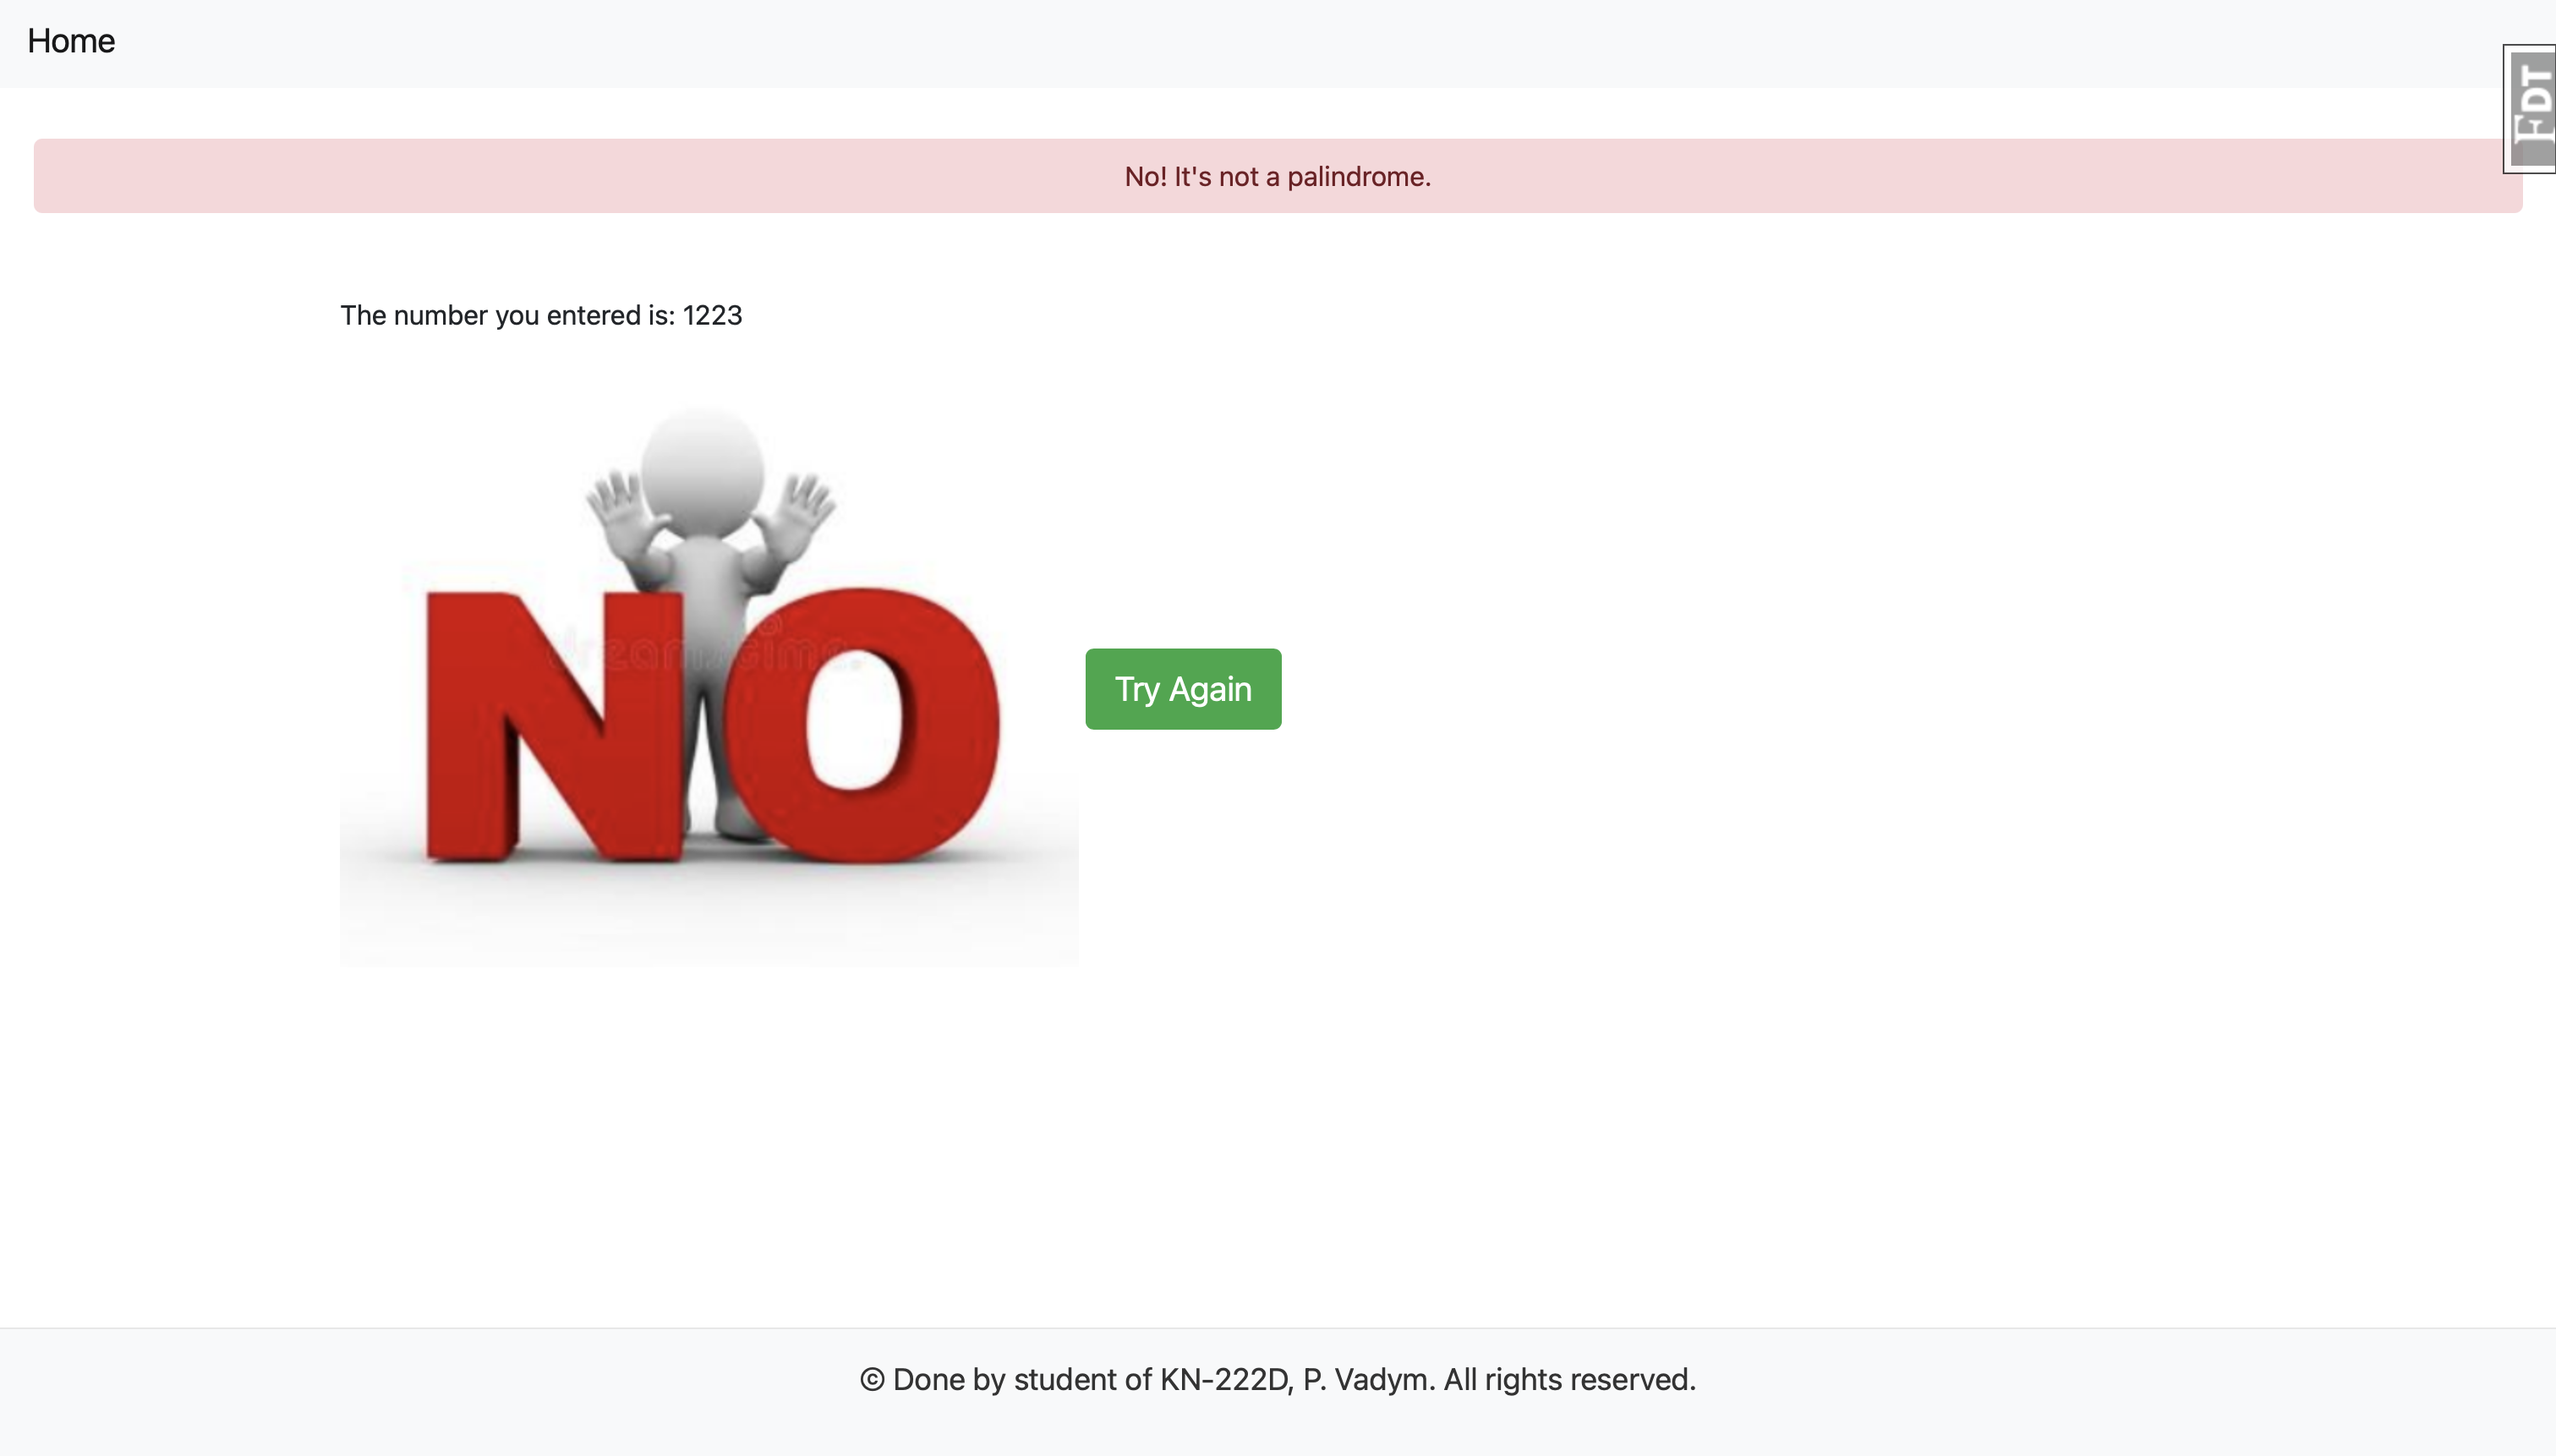 Home
FDT
No! It's not a palindrome.
The number you entered is: 1223
NO
dreamstime.
Try Again
© Done by student of KN-222D, P. Vadym. All rights reserved.